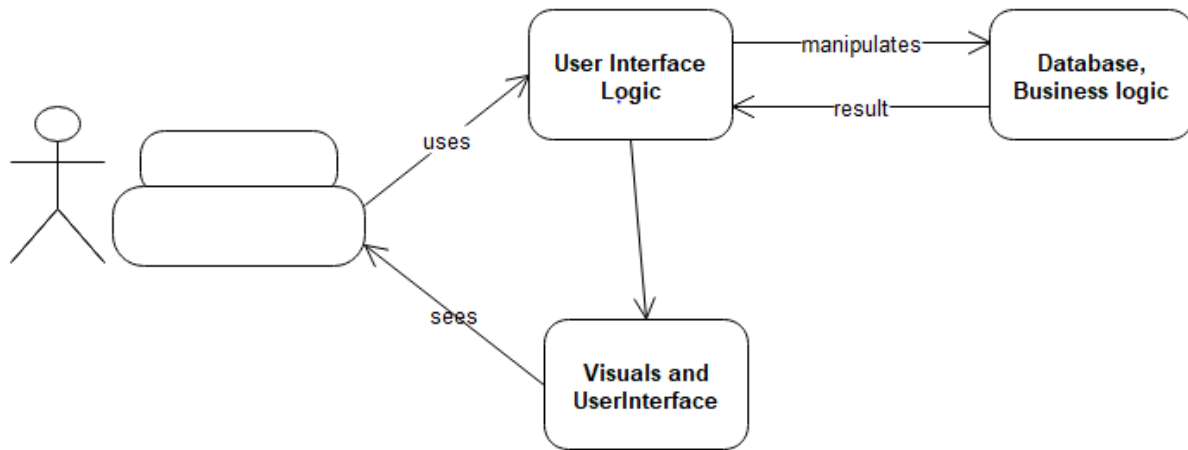 User Interface
Logic
manipulates
Database,
Business logic
result
uses
sees
Visuals and
UserInterface